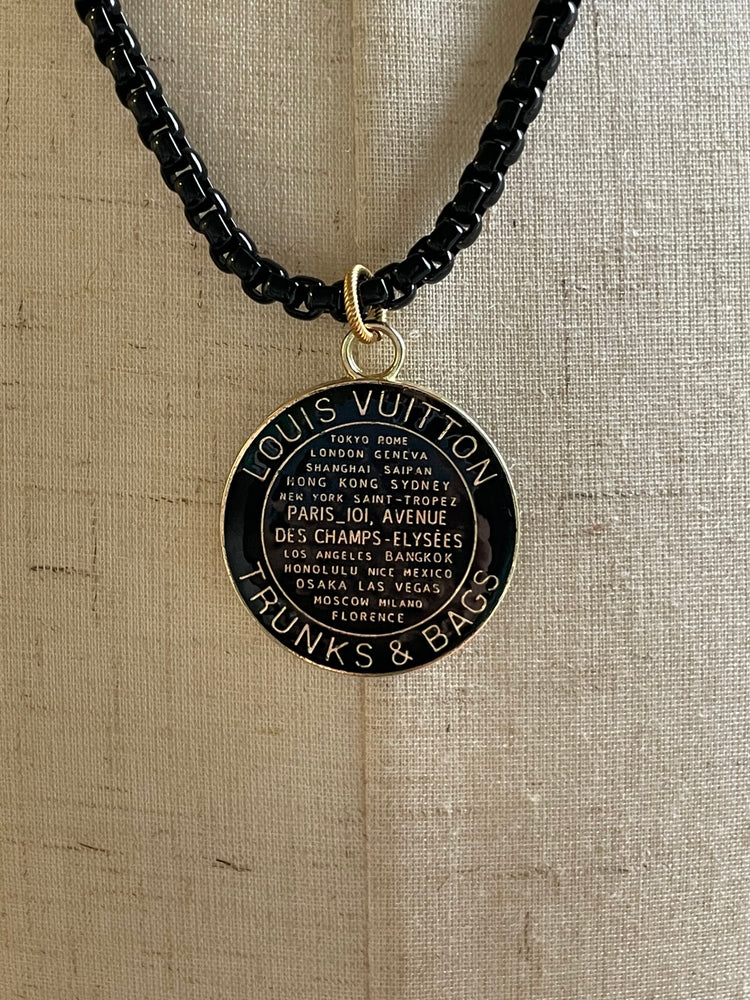 LOUIS VUITTON
TOKYO ROME
LONDON GENEVA
SHANGHAI SAIPAN
HONG KONG SYDNEY
NEW YORK SAINT-TROPEZ
PARIS_101, AVENUE
DES CHAMPS-ELYSÉES
LOS ANGELES BANGKOK
HONOLULU NICE MEXICO
OSAKA LAS VEGAS
MOSCOW MILANO
FLORENCE
TRUNKS & BAGS